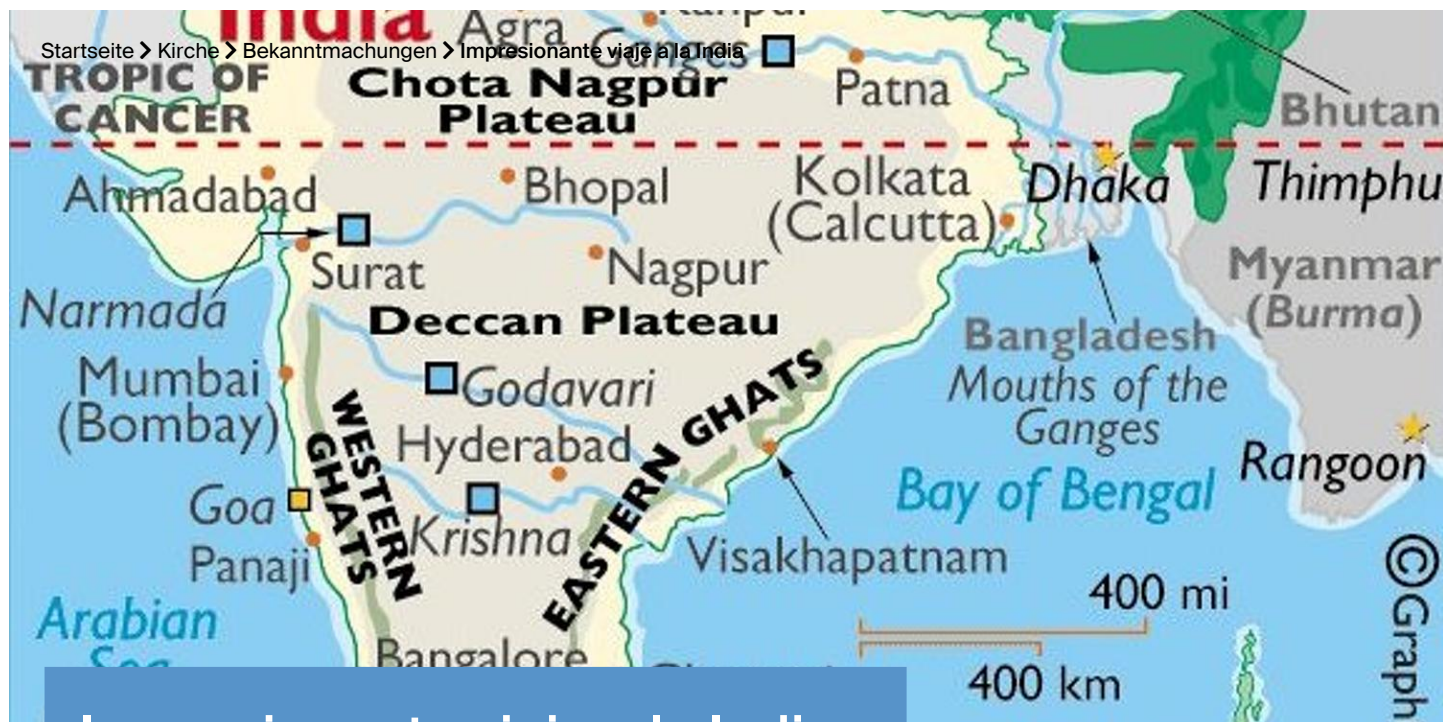 India
Agra
Kanpur
Startseite > Kirche > Bekanntmachungen > Impresionante viaje a la India
Ganges
TROPIC OF
CANCER
Chota Nagpur
Plateau
Patna
Bhutan
Ahmadabad
Bhopal
Kolkata
(Calcutta)
Dhaka
Thimphu
Surat
Nagpur
Narmada
Myanmar
(Burma)
Deccan Plateau
Bangladesh
Mumbai
(Bombay)
Godavari
Mouths of the
Ganges
WESTERN
GHATS
EASTERN GHATS
Hyderabad
Rangoon
Goa
Krishna
Bay of Bengal
Panaji
Visakhapatnam
Arabian
Sea
400 mi
Bangalore
400 km
©Graph